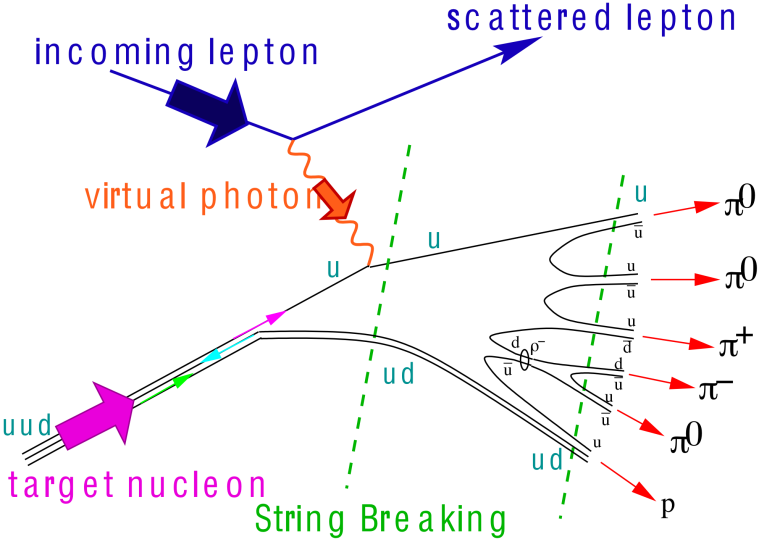 scattered lepton
incoming lepton
virtual photon
u
π0
u̅
u
u
u
π0
u̅
u
π+
d̅
d ρ−
u̅
d
π−
u̅
ud
u
u̅
π0
uud
u
ud
target nucleon
p
String Breaking